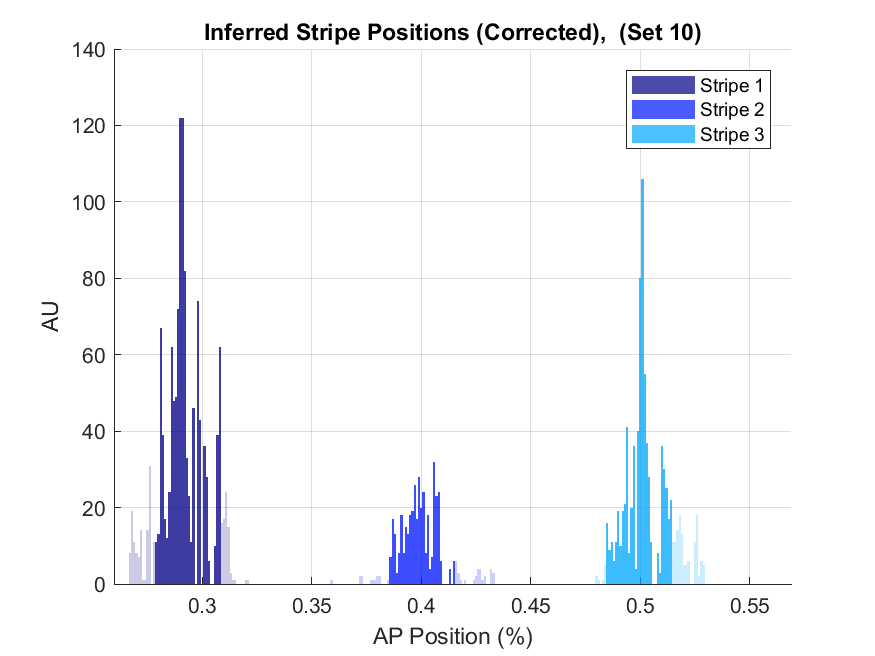 Inferred Stripe Positions (Corrected),  (Set 10)
140
120
100
80
60
40
20
0
AU
Stripe 1
Stripe 2
Stripe 3
0.3
0.35
0.4
0.45
0.5
0.55
AP Position (%)